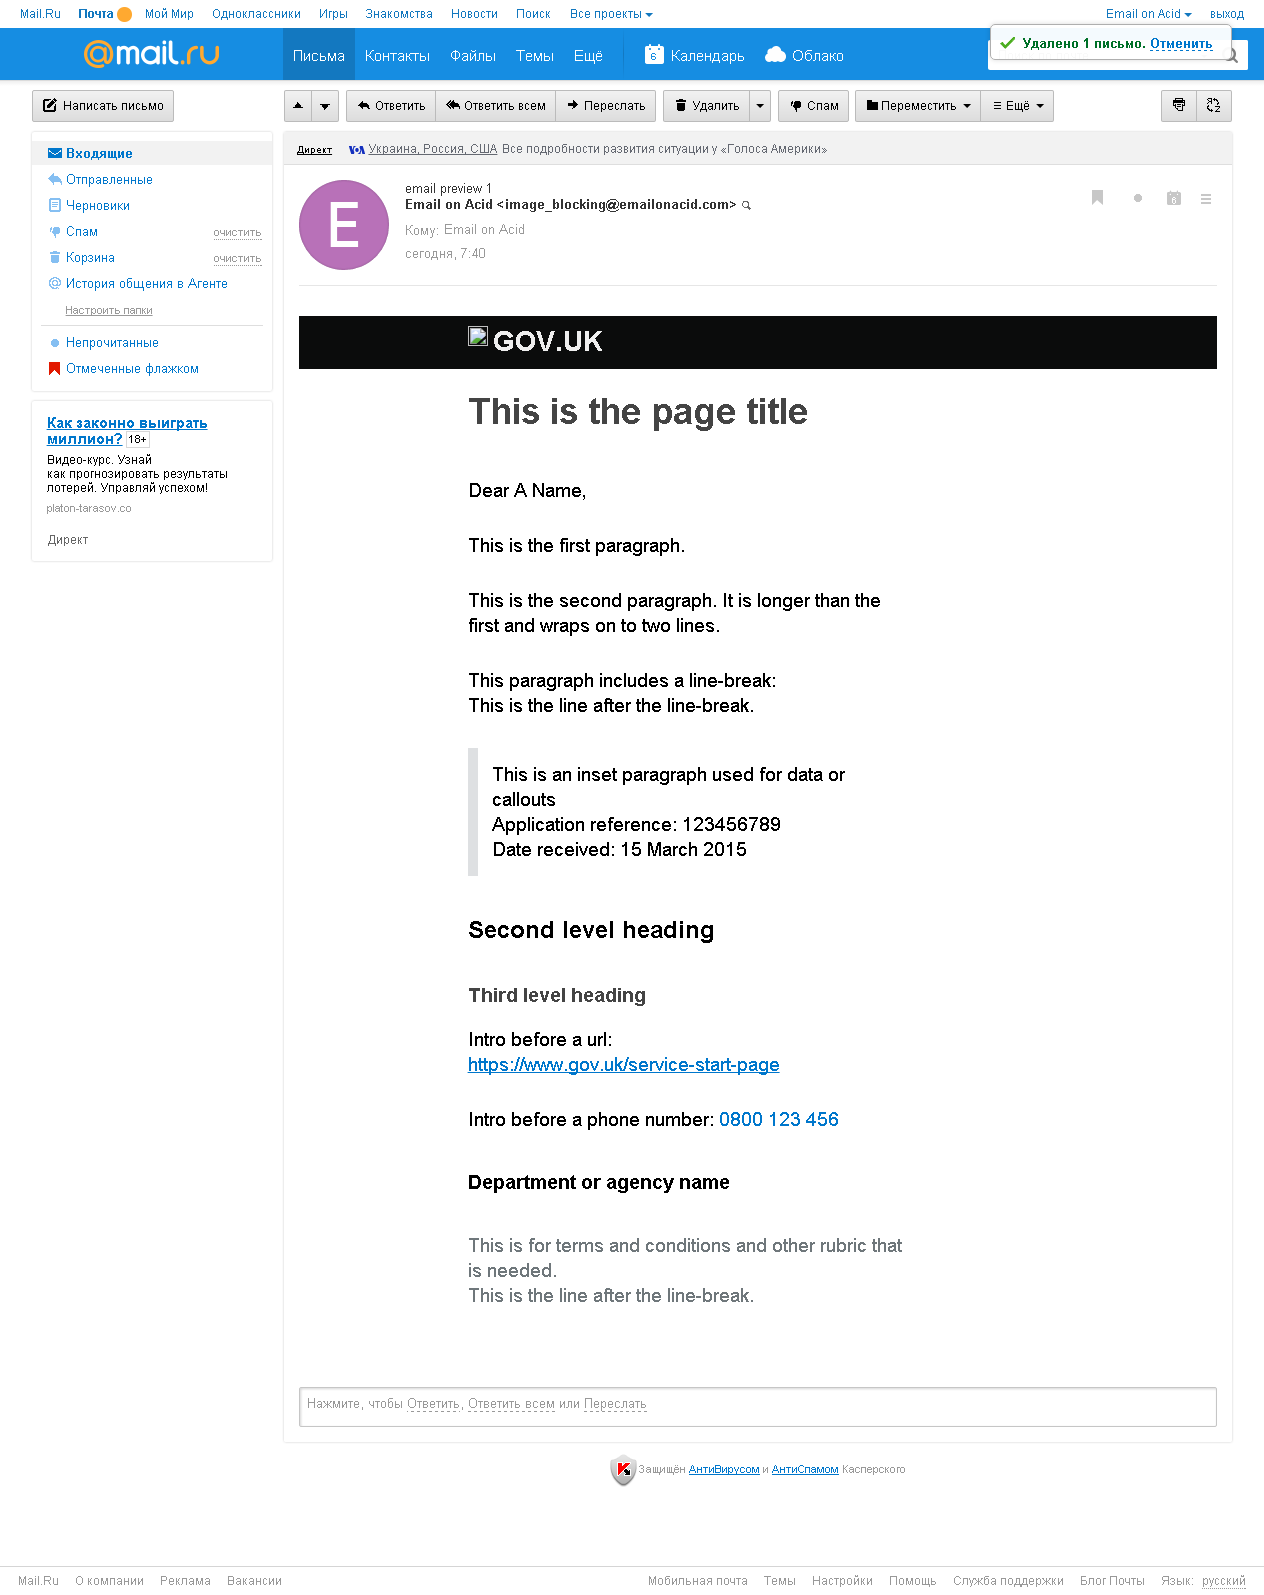 Mail.Ru Почта Мой Мир Одноклассники Игры Знакомства Новости Поиск Все проекты Email on Acid выход
@mail.ru Письма Контакты Файлы Темы Ещё 6 Календарь Облако
Удалено 1 письмо. Отменить
Написать письмо Ответить Ответить всем Переслать Удалить Спам Переместить Ещё
Входящие
Отправленные
Черновики
Спам очистить
Корзина очистить
История общения в Агенте
Настроить папки
Непрочитанные
Отмеченные флажком
Как законно выиграть
миллион? 18+
Видео-курс. Узнай
как прогнозировать результаты
лотерей. Управляй успехом!
platon-tarasov.co
Директ
Директ VOA Украина, Россия, США Все подробности развития ситуации у «Голоса Америки»
E
email preview 1
Email on Acid <image_blocking@emailonacid.com>
Кому: Email on Acid
сегодня, 7:40
6
GOV.UK
This is the page title
Dear A Name,
This is the first paragraph.
This is the second paragraph. It is longer than the
first and wraps on to two lines.
This paragraph includes a line-break:
This is the line after the line-break.
This is an inset paragraph used for data or
callouts
Application reference: 123456789
Date received: 15 March 2015
Second level heading
Third level heading
Intro before a url:
https://www.gov.uk/service-start-page
Intro before a phone number: 0800 123 456
Department or agency name
This is for terms and conditions and other rubric that
is needed.
This is the line after the line-break.
Нажмите, чтобы Ответить, Ответить всем или Переслать
Защищён АнтиВирусом и АнтиСпамом Касперского
Mail.Ru О компании Реклама Вакансии Мобильная почта Темы Настройки Помощь Служба поддержки Блог Почты Язык: русский